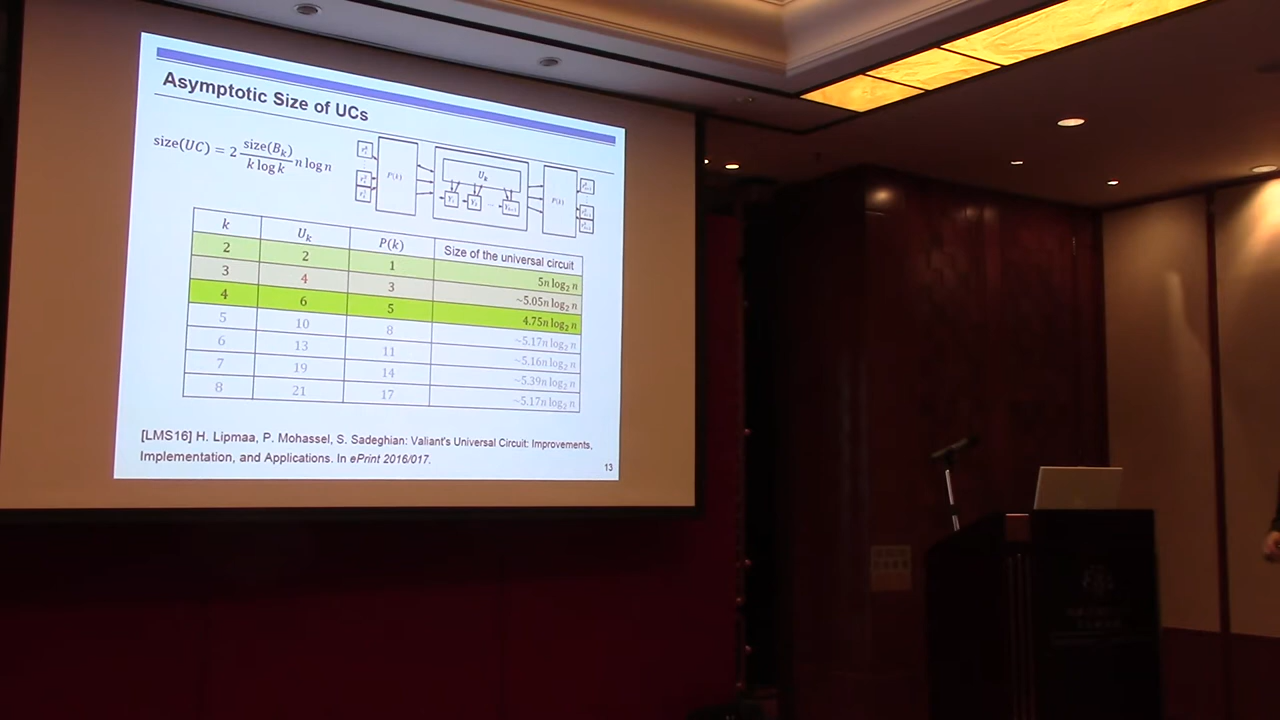 Asymptotic Size of UCs
size(UC) = 2 size(B_k) / (k log k) n log n
P(k) U_k P(k)
k U_k P(k) Size of the universal circuit
2 2 1 5n log₂ n
3 4 3 ~5.05n log₂ n
4 6 5 4.75n log₂ n
5 10 8 ~5.17n log₂ n
6 13 11 ~5.16n log₂ n
7 19 14 ~5.39n log₂ n
8 21 17 ~5.17n log₂ n
[LMS16] H. Lipmaa, P. Mohassel, S. Sadeghian: Valiant's Universal Circuit: Improvements,
Implementation, and Applications. In ePrint 2016/017.
13